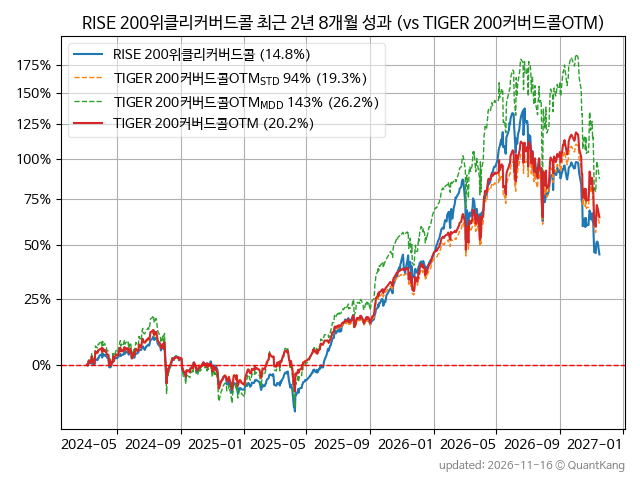 RISE 200위클리커버드콜 최근 2년 8개월 성과 (vs TIGER 200커버드콜OTM)
RISE 200위클리커버드콜 (14.8%)
TIGER 200커버드콜OTM_STD 94% (19.3%)
TIGER 200커버드콜OTM_MDD 143% (26.2%)
TIGER 200커버드콜OTM (20.2%)
175%
150%
125%
100%
75%
50%
25%
0%
2024-05 2024-09 2025-01 2025-05 2025-09 2026-01 2026-05 2026-09 2027-01
updated: 2026-11-16 © QuantKang